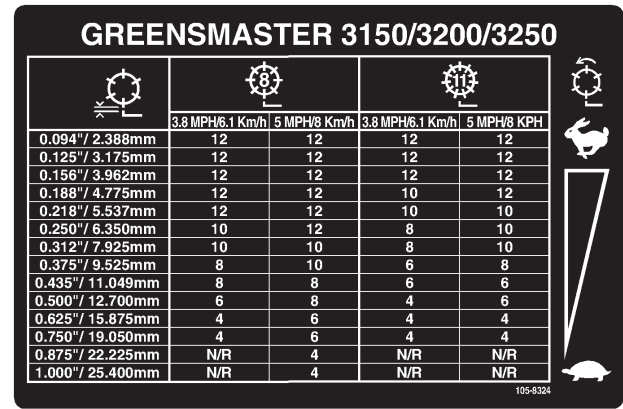 GREENSMASTER 3150/3200/3250
8 11
3.8 MPH/6.1 Km/h 5 MPH/8 Km/h 3.8 MPH/6.1 Km/h 5 MPH/8 KPH
0.094"/ 2.388mm 12 12 12 12
0.125"/ 3.175mm 12 12 12 12
0.156"/ 3.962mm 12 12 12 12
0.188"/ 4.775mm 12 12 10 12
0.218"/ 5.537mm 12 12 10 10
0.250"/ 6.350mm 10 12 8 10
0.312"/ 7.925mm 10 10 8 10
0.375"/ 9.525mm 8 10 6 8
0.435"/ 11.049mm 8 8 6 6
0.500"/ 12.700mm 6 8 4 6
0.625"/ 15.875mm 4 6 4 4
0.750"/ 19.050mm 4 6 4 4
0.875"/ 22.225mm N/R 4 N/R N/R
1.000"/ 25.400mm N/R 4 N/R N/R
105-8324